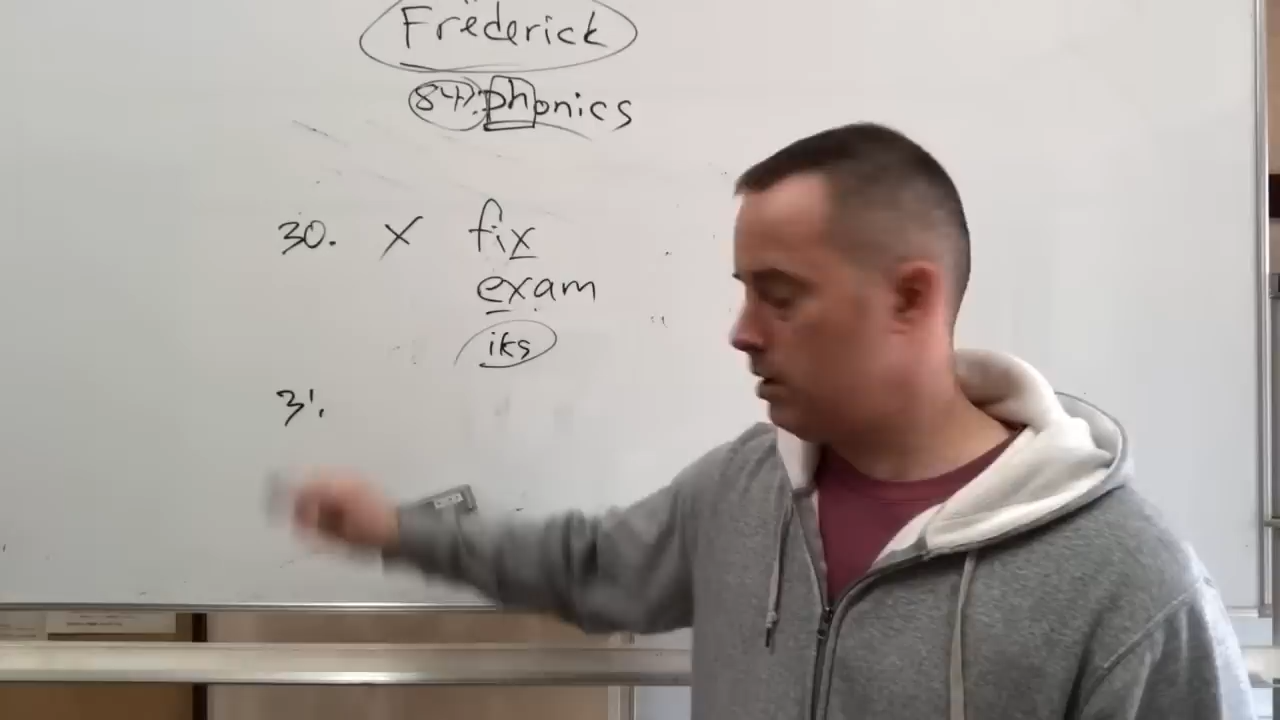 Frederick
84% phonics
30. x fix
exam
iks
31.